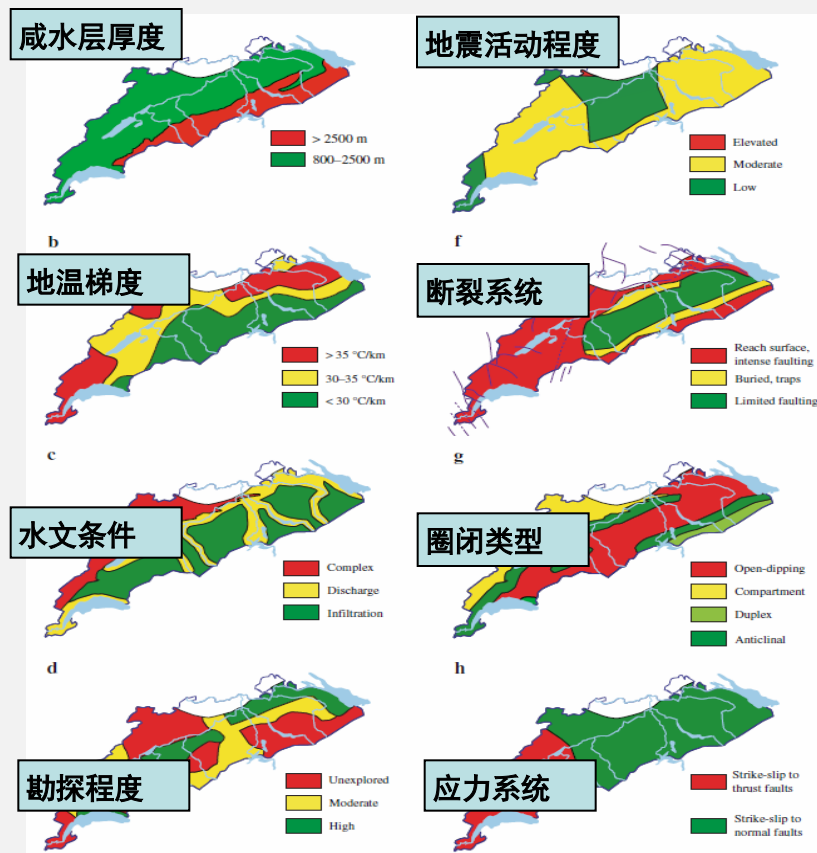 咸水层厚度
> 2500 m
800–2500 m
b
地温梯度
> 35 °C/km
30–35 °C/km
< 30 °C/km
c
水文条件
Complex
Discharge
Infiltration
d
勘探程度
Unexplored
Moderate
High
地震活动程度
Elevated
Moderate
Low
f
断裂系统
Reach surface,
intense faulting
Buried, traps
Limited faulting
g
圈闭类型
Open-dipping
Compartment
Duplex
Anticlinal
h
应力系统
Strike-slip to
thrust faults
Strike-slip to
normal faults